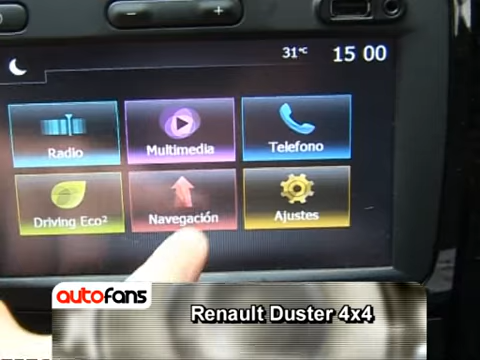 - +
31°C 15 00
Radio Multimedia Telefono
Driving Eco² Navegación Ajustes
autofans
Renault Duster 4x4